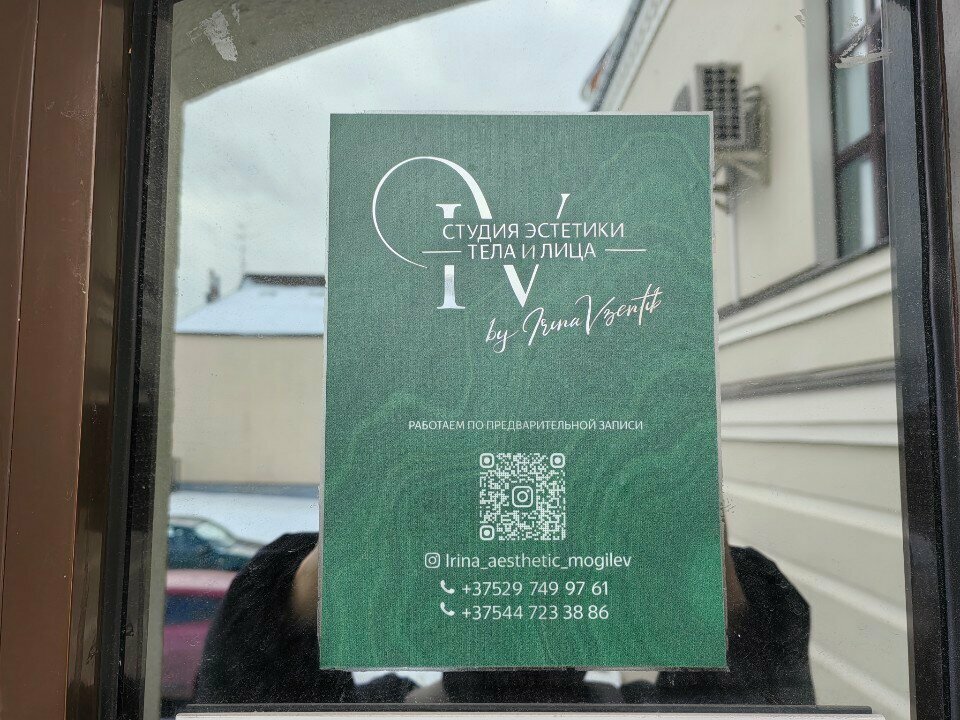 IV
СТУДИЯ ЭСТЕТИКИ
ТЕЛА И ЛИЦА
by Irina Vzentik
РАБОТАЕМ ПО ПРЕДВАРИТЕЛЬНОЙ ЗАПИСИ
Irina_aesthetic_mogilev
+37529 749 97 61
+37544 723 38 86